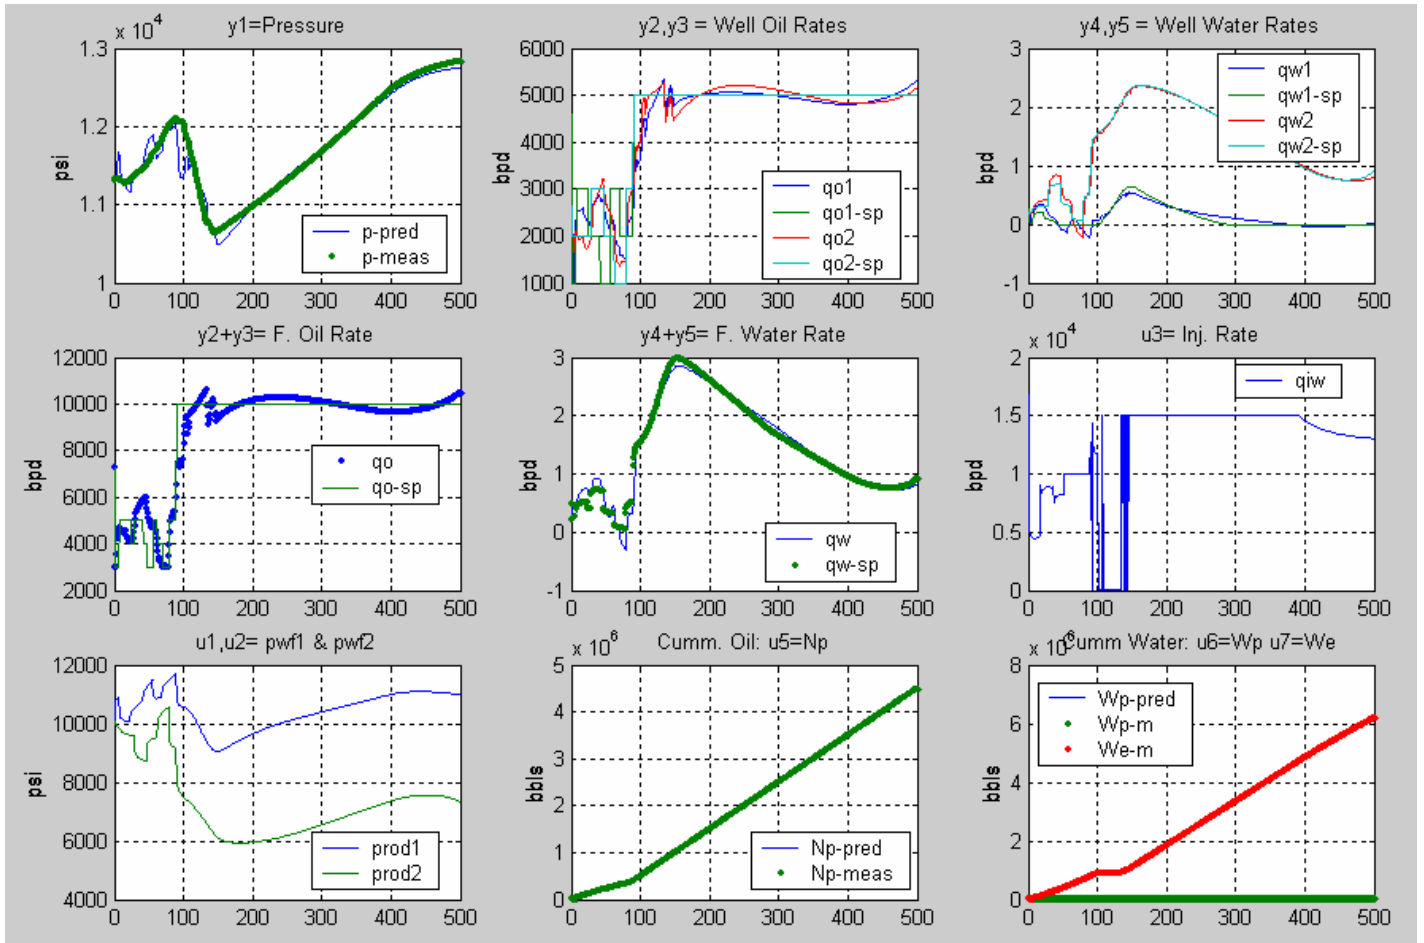 y1=Pressure
x 10^4
1.3
1.2
1.1
1
psi
p-pred
p-meas
0 100 200 300 400 500
y2,y3 = Well Oil Rates
6000
5000
4000
3000
2000
1000
bpd
qo1
qo1-sp
qo2
qo2-sp
0 100 200 300 400 500
y4,y5 = Well Water Rates
3
2
1
0
-1
bpd
qw1
qw1-sp
qw2
qw2-sp
0 100 200 300 400 500
y2+y3= F. Oil Rate
12000
10000
8000
6000
4000
2000
bpd
qo
qo-sp
0 100 200 300 400 500
y4+y5= F. Water Rate
3
2
1
0
-1
bpd
qw
qw-sp
0 100 200 300 400 500
u3= Inj. Rate
x 10^4
2
1.5
1
0.5
0
bpd
qiw
0 100 200 300 400 500
u1,u2= pwf1 & pwf2
12000
10000
8000
6000
4000
psi
prod1
prod2
0 100 200 300 400 500
Cumm. Oil: u5=Np
x 10^6
5
4
3
2
1
0
bbls
Np-pred
Np-meas
0 100 200 300 400 500
Cumm Water: u6=Wp u7=We
x 10^6
8
6
4
2
0
bbls
Wp-pred
Wp-m
We-m
0 100 200 300 400 500